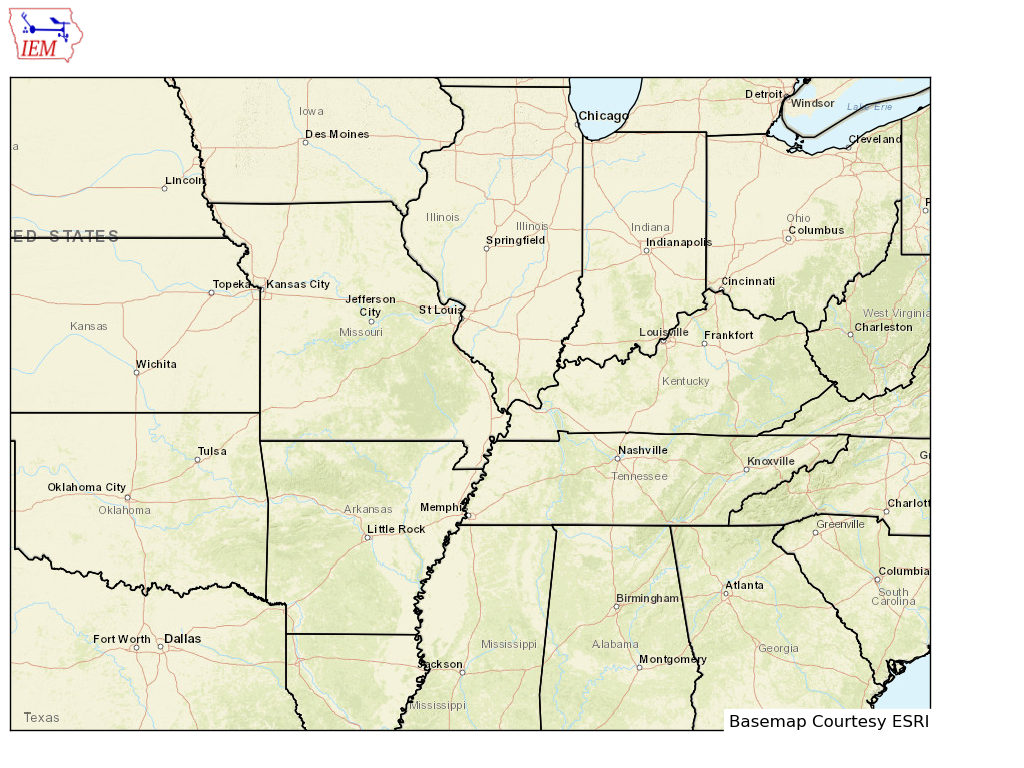 IEM
Detroit
Windsor
Lake Erie
Iowa
Chicago
Des Moines
Cleveland
a
Lincoln
Illinois
Illinois
Indiana
Ohio
Columbus
ED STATES
Springfield
Indianapolis
Topeka
Kansas City
Cincinnati
Jefferson
City
St Louis
West Virginia
Kansas
Missouri
Louisville
Frankfort
Charleston
Wichita
Kentucky
Tulsa
Nashville
Knoxville
Tennessee
Oklahoma City
Oklahoma
Arkansas
Memphi
Charlott
Little Rock
Greenville
Columbia
Atlanta
South
Carolina
Birmingham
Fort Worth
Dallas
Mississippi
Alabama
Georgia
Jackson
Montgomery
Mississippi
Texas
Basemap Courtesy ESRI